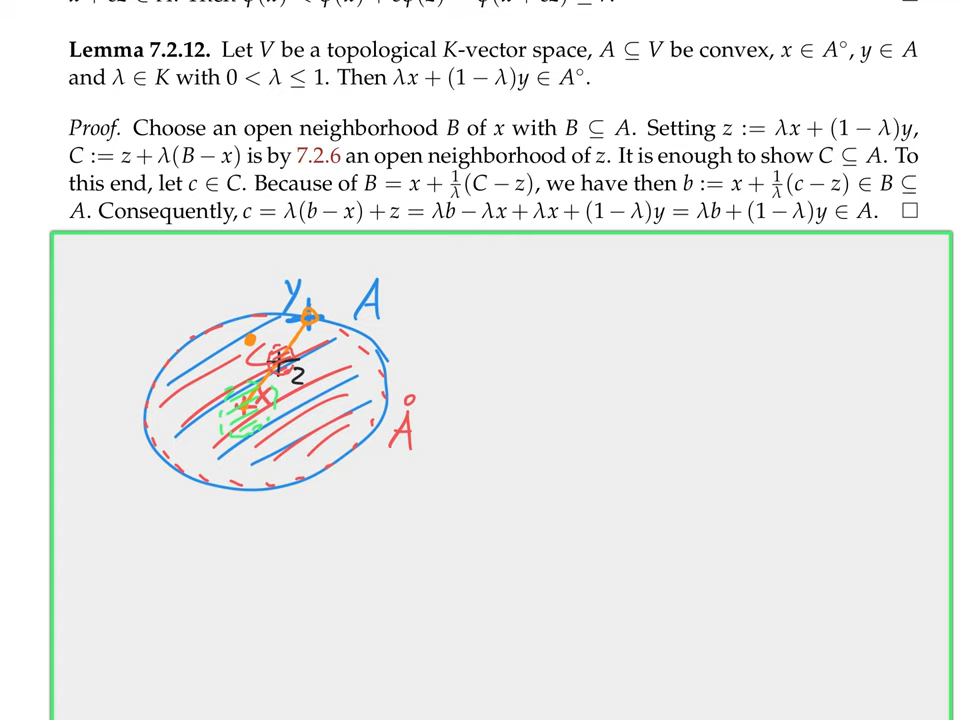 Lemma 7.2.12. Let V be a topological K-vector space, A ⊆ V be convex, x ∈ A°, y ∈ A
and λ ∈ K with 0 < λ ≤ 1. Then λx + (1 − λ)y ∈ A°.
Proof. Choose an open neighborhood B of x with B ⊆ A. Setting z := λx + (1 − λ)y,
C := z + λ(B − x) is by 7.2.6 an open neighborhood of z. It is enough to show C ⊆ A. To
this end, let c ∈ C. Because of B = x + 1/λ(C − z), we have then b := x + 1/λ(c − z) ∈ B ⊆
A. Consequently, c = λ(b − x) + z = λb − λx + λx + (1 − λ)y = λb + (1 − λ)y ∈ A. □
y A
C
z
x
Å